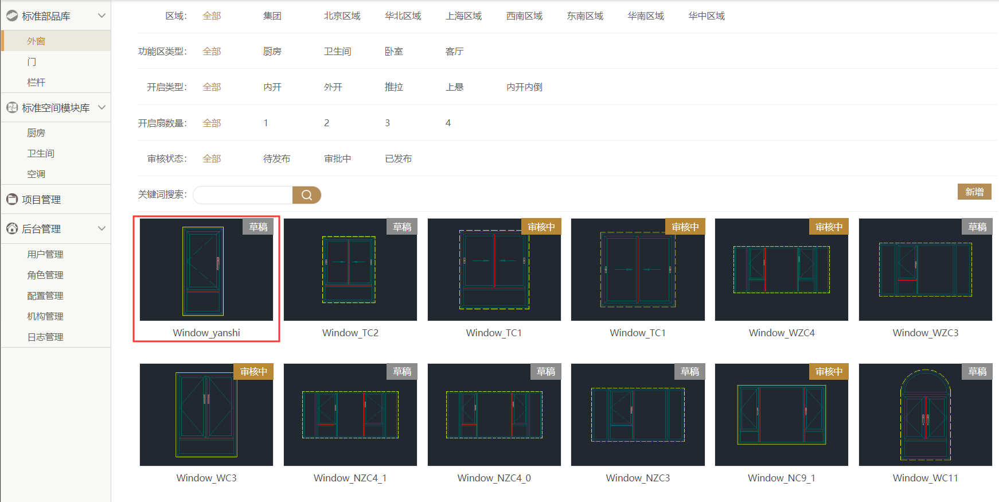 标准部品库
外窗
门
栏杆
标准空间模块库
厨房
卫生间
空调
项目管理
后台管理
用户管理
角色管理
配置管理
机构管理
日志管理
区域： 全部 集团 北京区域 华北区域 上海区域 西南区域 东南区域 华南区域 华中区域
功能区类型： 全部 厨房 卫生间 卧室 客厅
开启类型： 全部 内开 外开 推拉 上悬 内开内倒
开启扇数量： 全部 1 2 3 4
审核状态： 全部 待发布 审批中 已发布
关键词搜索： 新增
草稿 草稿 审核中 审核中 审核中 草稿
Window_yanshi Window_TC2 Window_TC1 Window_TC1 Window_WZC4 Window_WZC3
审核中 草稿 草稿 草稿 审核中 草稿
Window_WC3 Window_NZC4_1 Window_NZC4_0 Window_NZC3 Window_NC9_1 Window_WC11